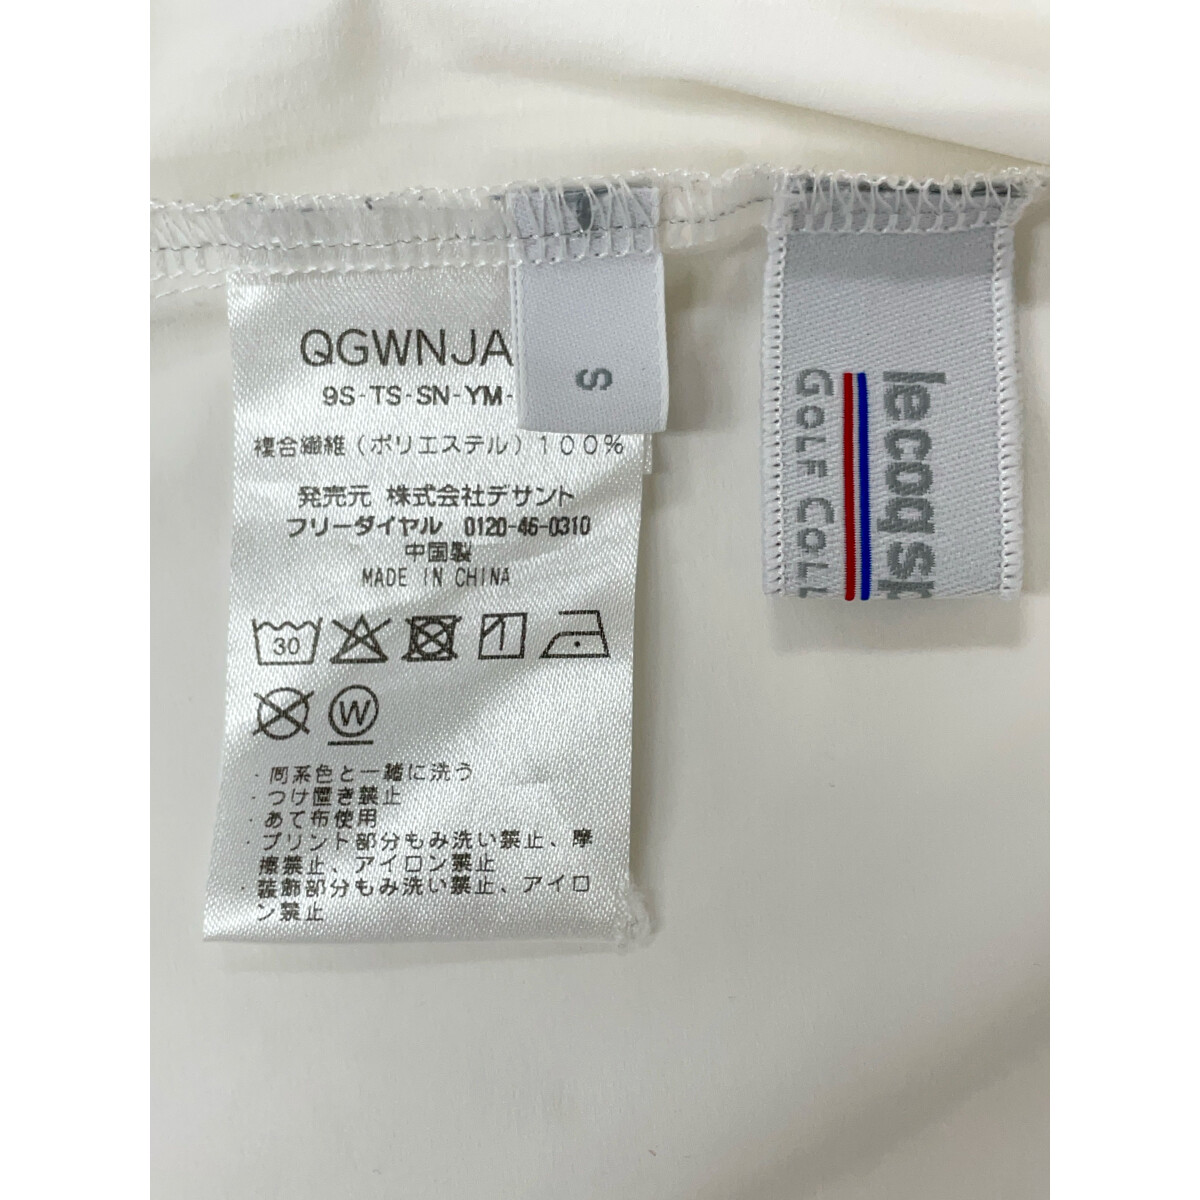 QGWNJA
9S-TS-SN-YM-
複合繊維(ポリエステル)100%
発売元 株式会社デサント
フリーダイヤル 0120-46-0310
中国製
MADE IN CHINA
30
W
・同系色と一緒に洗う
・つけ置き禁止
・あて布使用
・プリント部分もみ洗い禁止、摩
擦禁止、アイロン禁止
・装飾部分もみ洗い禁止、アイロ
ン禁止
S
le coq sp
GOLF COLL